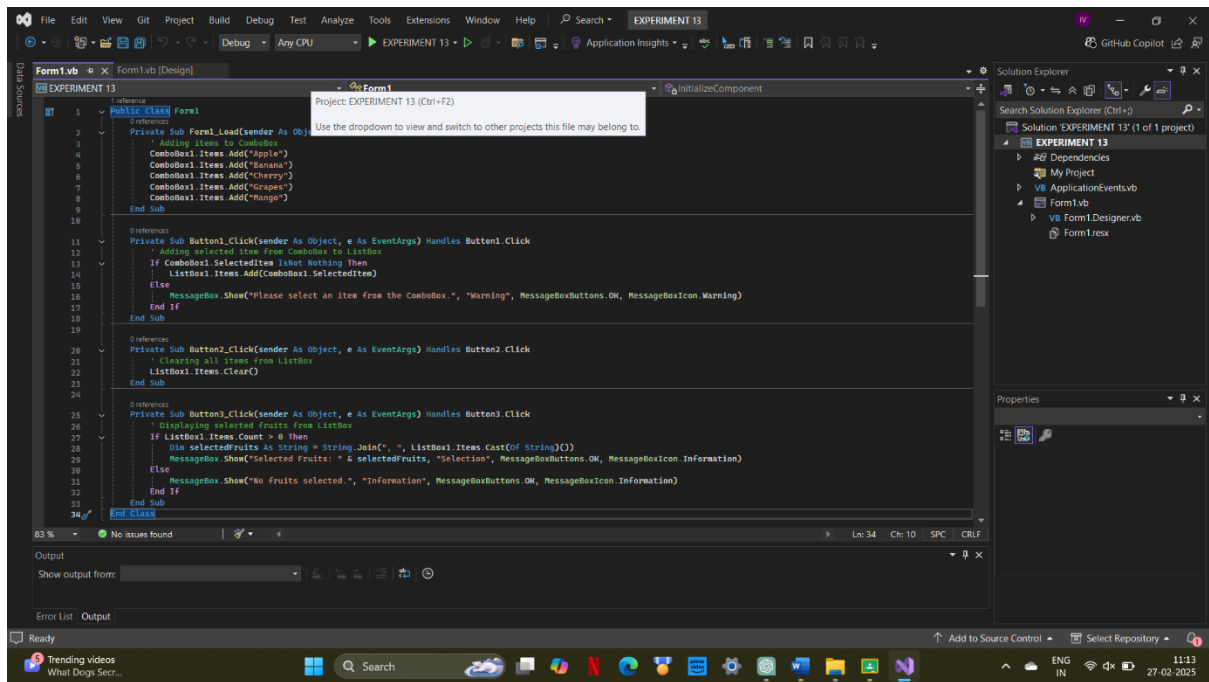 File Edit View Git Project Build Debug Test Analyze Tools Extensions Window Help Search EXPERIMENT 13 IV
Debug Any CPU EXPERIMENT 13 Application Insights GitHub Copilot
Data Sources
Form1.vb Form1.vb [Design]
EXPERIMENT 13 Form1 InitializeComponent
Project: EXPERIMENT 13 (Ctrl+F2)
Use the dropdown to view and switch to other projects this file may belong to.
1 reference
1 Public Class Form1
0 references
2 Private Sub Form1_Load(sender As Obj
3 ' Adding items to ComboBox
4 ComboBox1.Items.Add("Apple")
5 ComboBox1.Items.Add("Banana")
6 ComboBox1.Items.Add("Cherry")
7 ComboBox1.Items.Add("Grapes")
8 ComboBox1.Items.Add("Mango")
9 End Sub
10
0 references
11 Private Sub Button1_Click(sender As Object, e As EventArgs) Handles Button1.Click
12 ' Adding selected item from ComboBox to ListBox
13 If ComboBox1.SelectedItem IsNot Nothing Then
14 ListBox1.Items.Add(ComboBox1.SelectedItem)
15 Else
16 MessageBox.Show("Please select an item from the ComboBox.", "Warning", MessageBoxButtons.OK, MessageBoxIcon.Warning)
17 End If
18 End Sub
19
0 references
20 Private Sub Button2_Click(sender As Object, e As EventArgs) Handles Button2.Click
21 ' Clearing all items from ListBox
22 ListBox1.Items.Clear()
23 End Sub
24
0 references
25 Private Sub Button3_Click(sender As Object, e As EventArgs) Handles Button3.Click
26 ' Displaying selected fruits from ListBox
27 If ListBox1.Items.Count > 0 Then
28 Dim selectedFruits As String = String.Join(", ", ListBox1.Items.Cast(Of String)())
29 MessageBox.Show("Selected Fruits: " & selectedFruits, "Selection", MessageBoxButtons.OK, MessageBoxIcon.Information)
30 Else
31 MessageBox.Show("No fruits selected.", "Information", MessageBoxButtons.OK, MessageBoxIcon.Information)
32 End If
33 End Sub
34 End Class
83 % No issues found Ln: 34 Ch: 10 SPC CRLF
Output
Show output from:
Error List Output
Solution Explorer
Search Solution Explorer (Ctrl+;)
Solution 'EXPERIMENT 13' (1 of 1 project)
VB EXPERIMENT 13
Dependencies
My Project
VB ApplicationEvents.vb
Form1.vb
VB Form1.Designer.vb
Form1.resx
Properties
Ready Add to Source Control Select Repository 1
5 Trending videos
What Dogs Secr...
Search
ENG
IN
11:13
27-02-2025